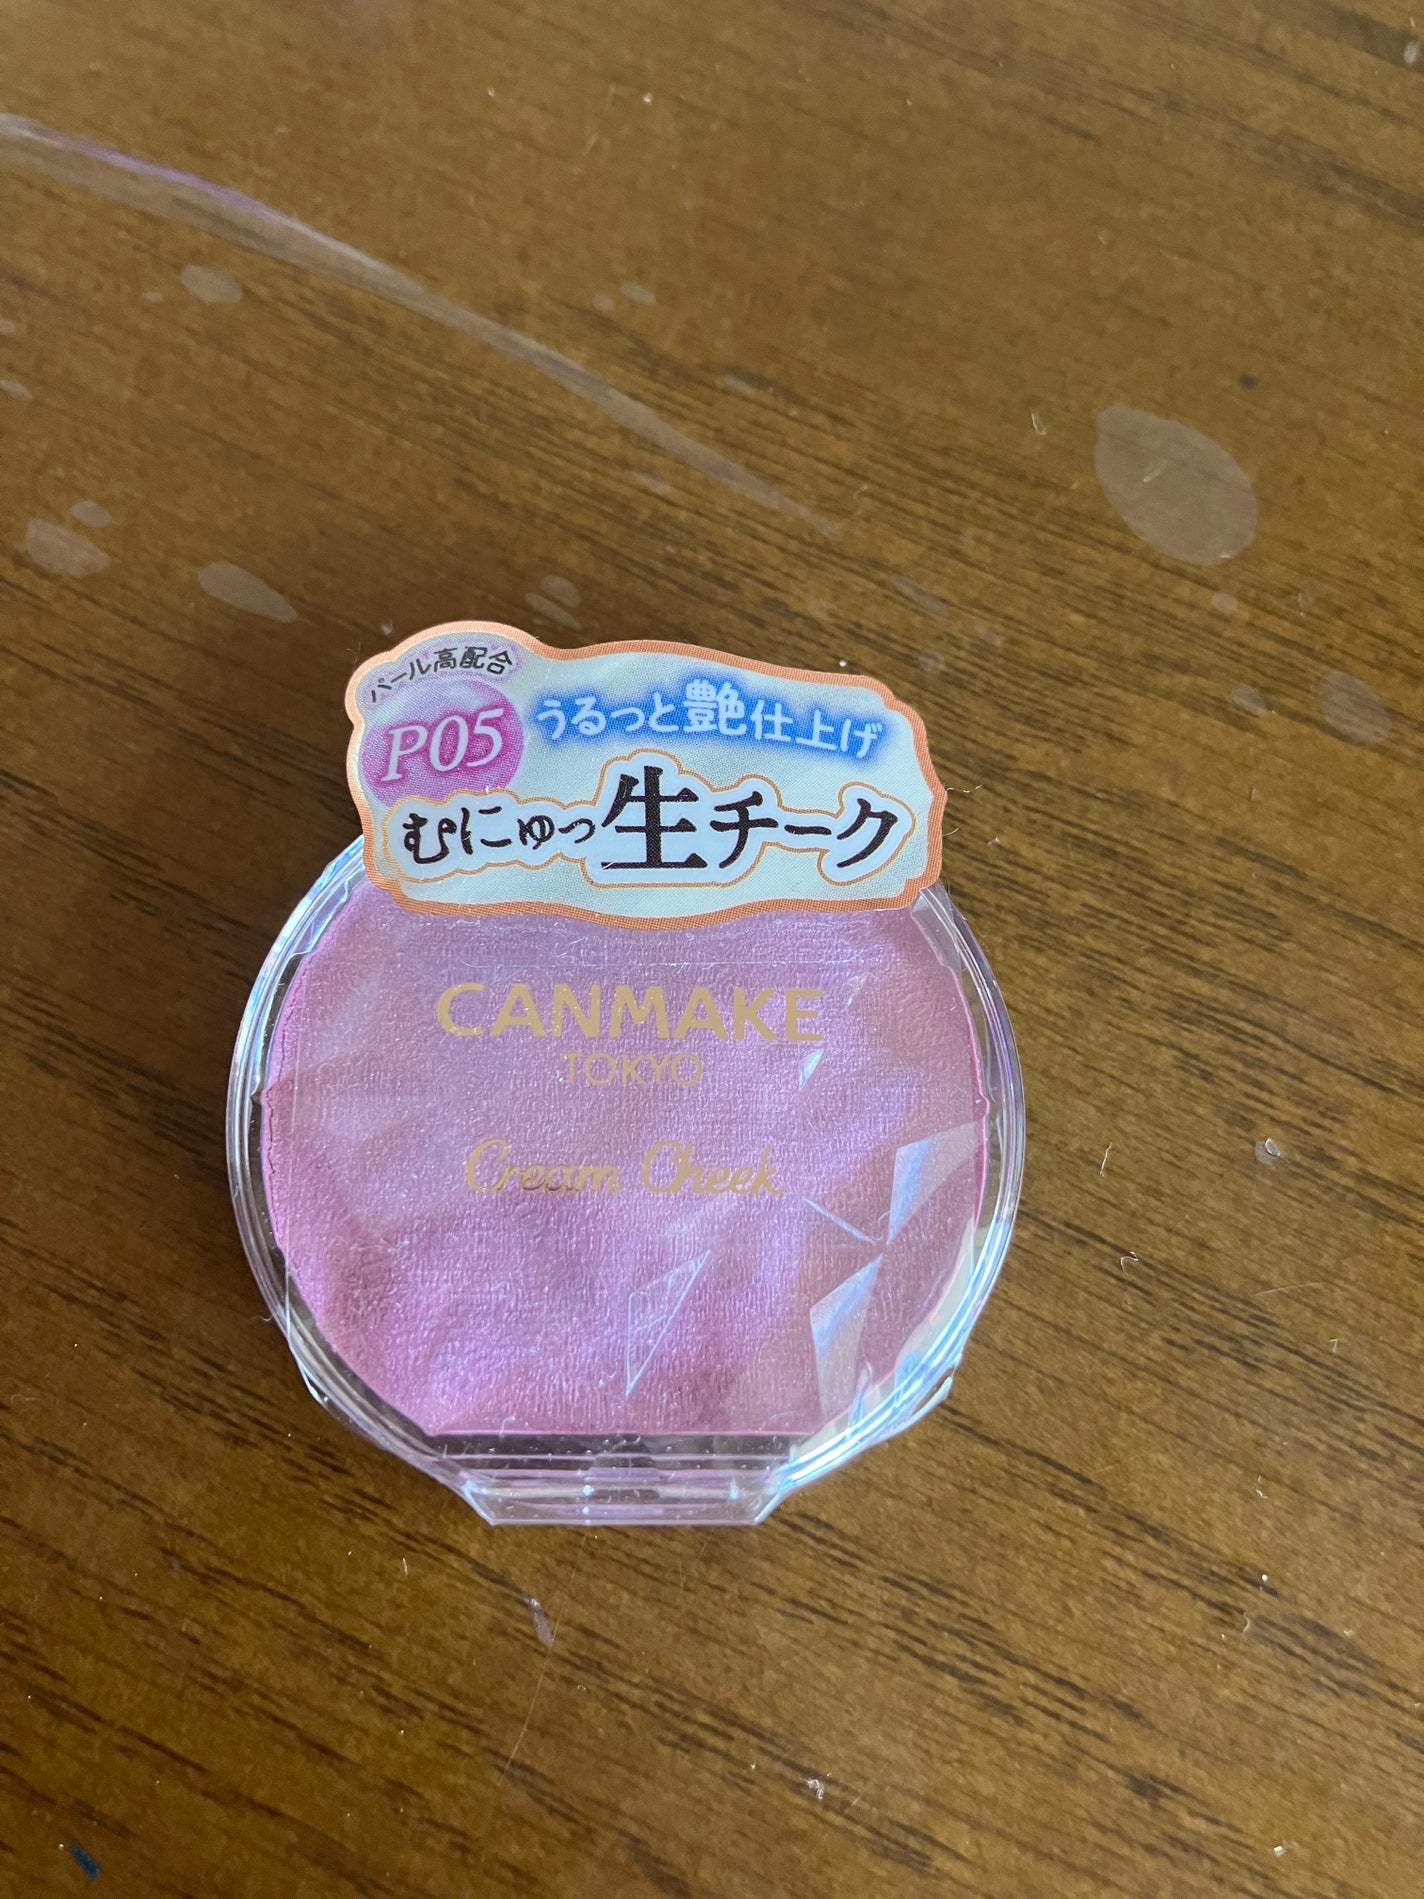 パール高配合
P05
うるっと艶仕上げ
むにゅっ生チーク
CANMAKE
TOKYO
Cream Cheek